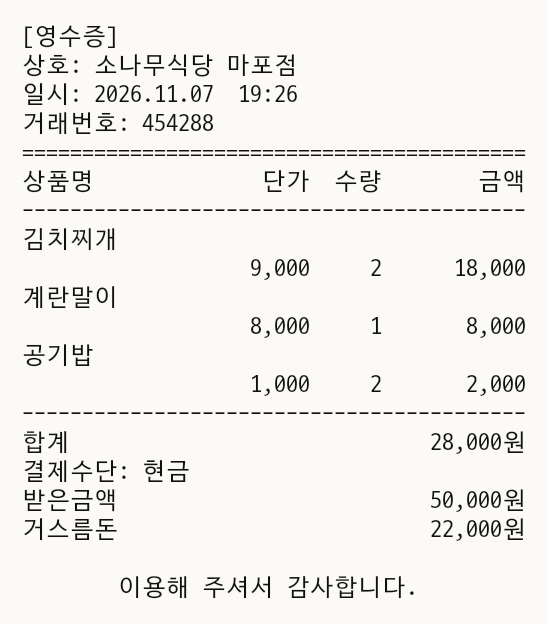 [영수증]
상호: 소나무식당 마포점
일시: 2026.11.07  19:26
거래번호: 454288
==========================================
상품명 단가 수량 금액
------------------------------------------
김치찌개
9,000 2 18,000
계란말이
8,000 1 8,000
공기밥
1,000 2 2,000
------------------------------------------
합계 28,000원
결제수단: 현금
받은금액 50,000원
거스름돈 22,000원
이용해 주셔서 감사합니다.